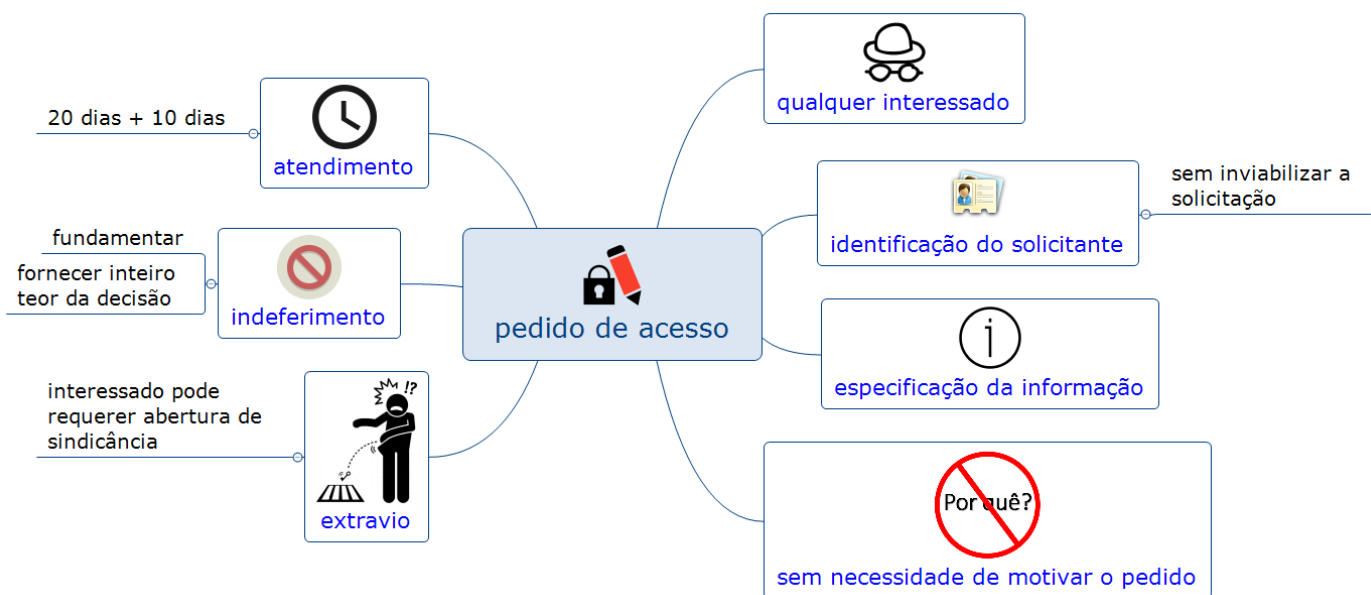 pedido de acesso
qualquer interessado
identificação do solicitante
sem inviabilizar a
solicitação
i
especificação da informação
Por quê?
sem necessidade de motivar o pedido
atendimento
20 dias + 10 dias
indeferimento
fundamentar
fornecer inteiro
teor da decisão
!?
extravio
interessado pode
requerer abertura de
sindicância